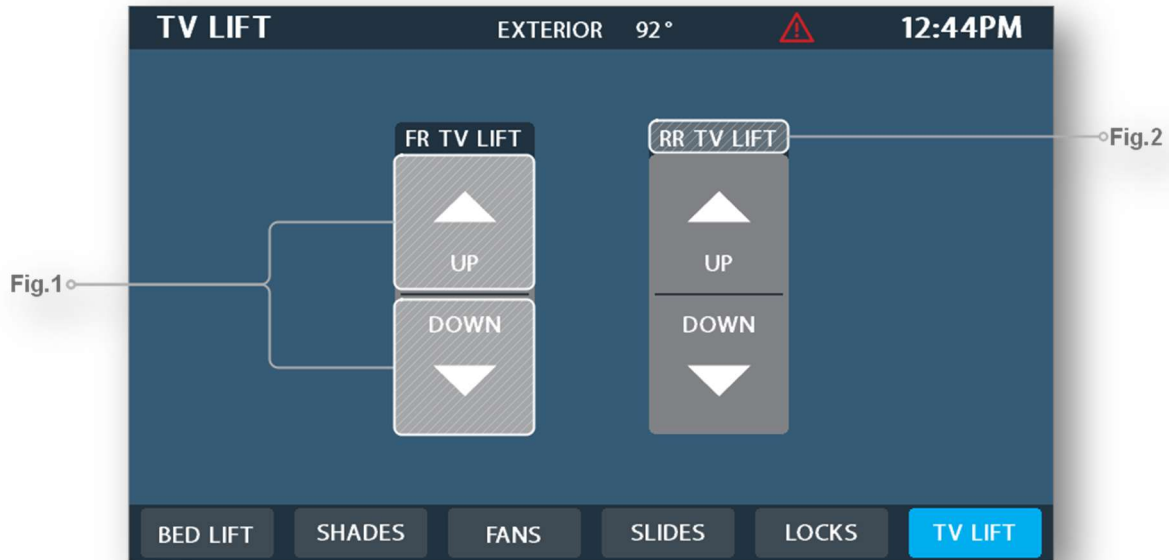 TV LIFT EXTERIOR 92° 12:44PM
FR TV LIFT RR TV LIFT
Fig.2
UP UP
Fig.1
DOWN DOWN
BED LIFT SHADES FANS SLIDES LOCKS TV LIFT